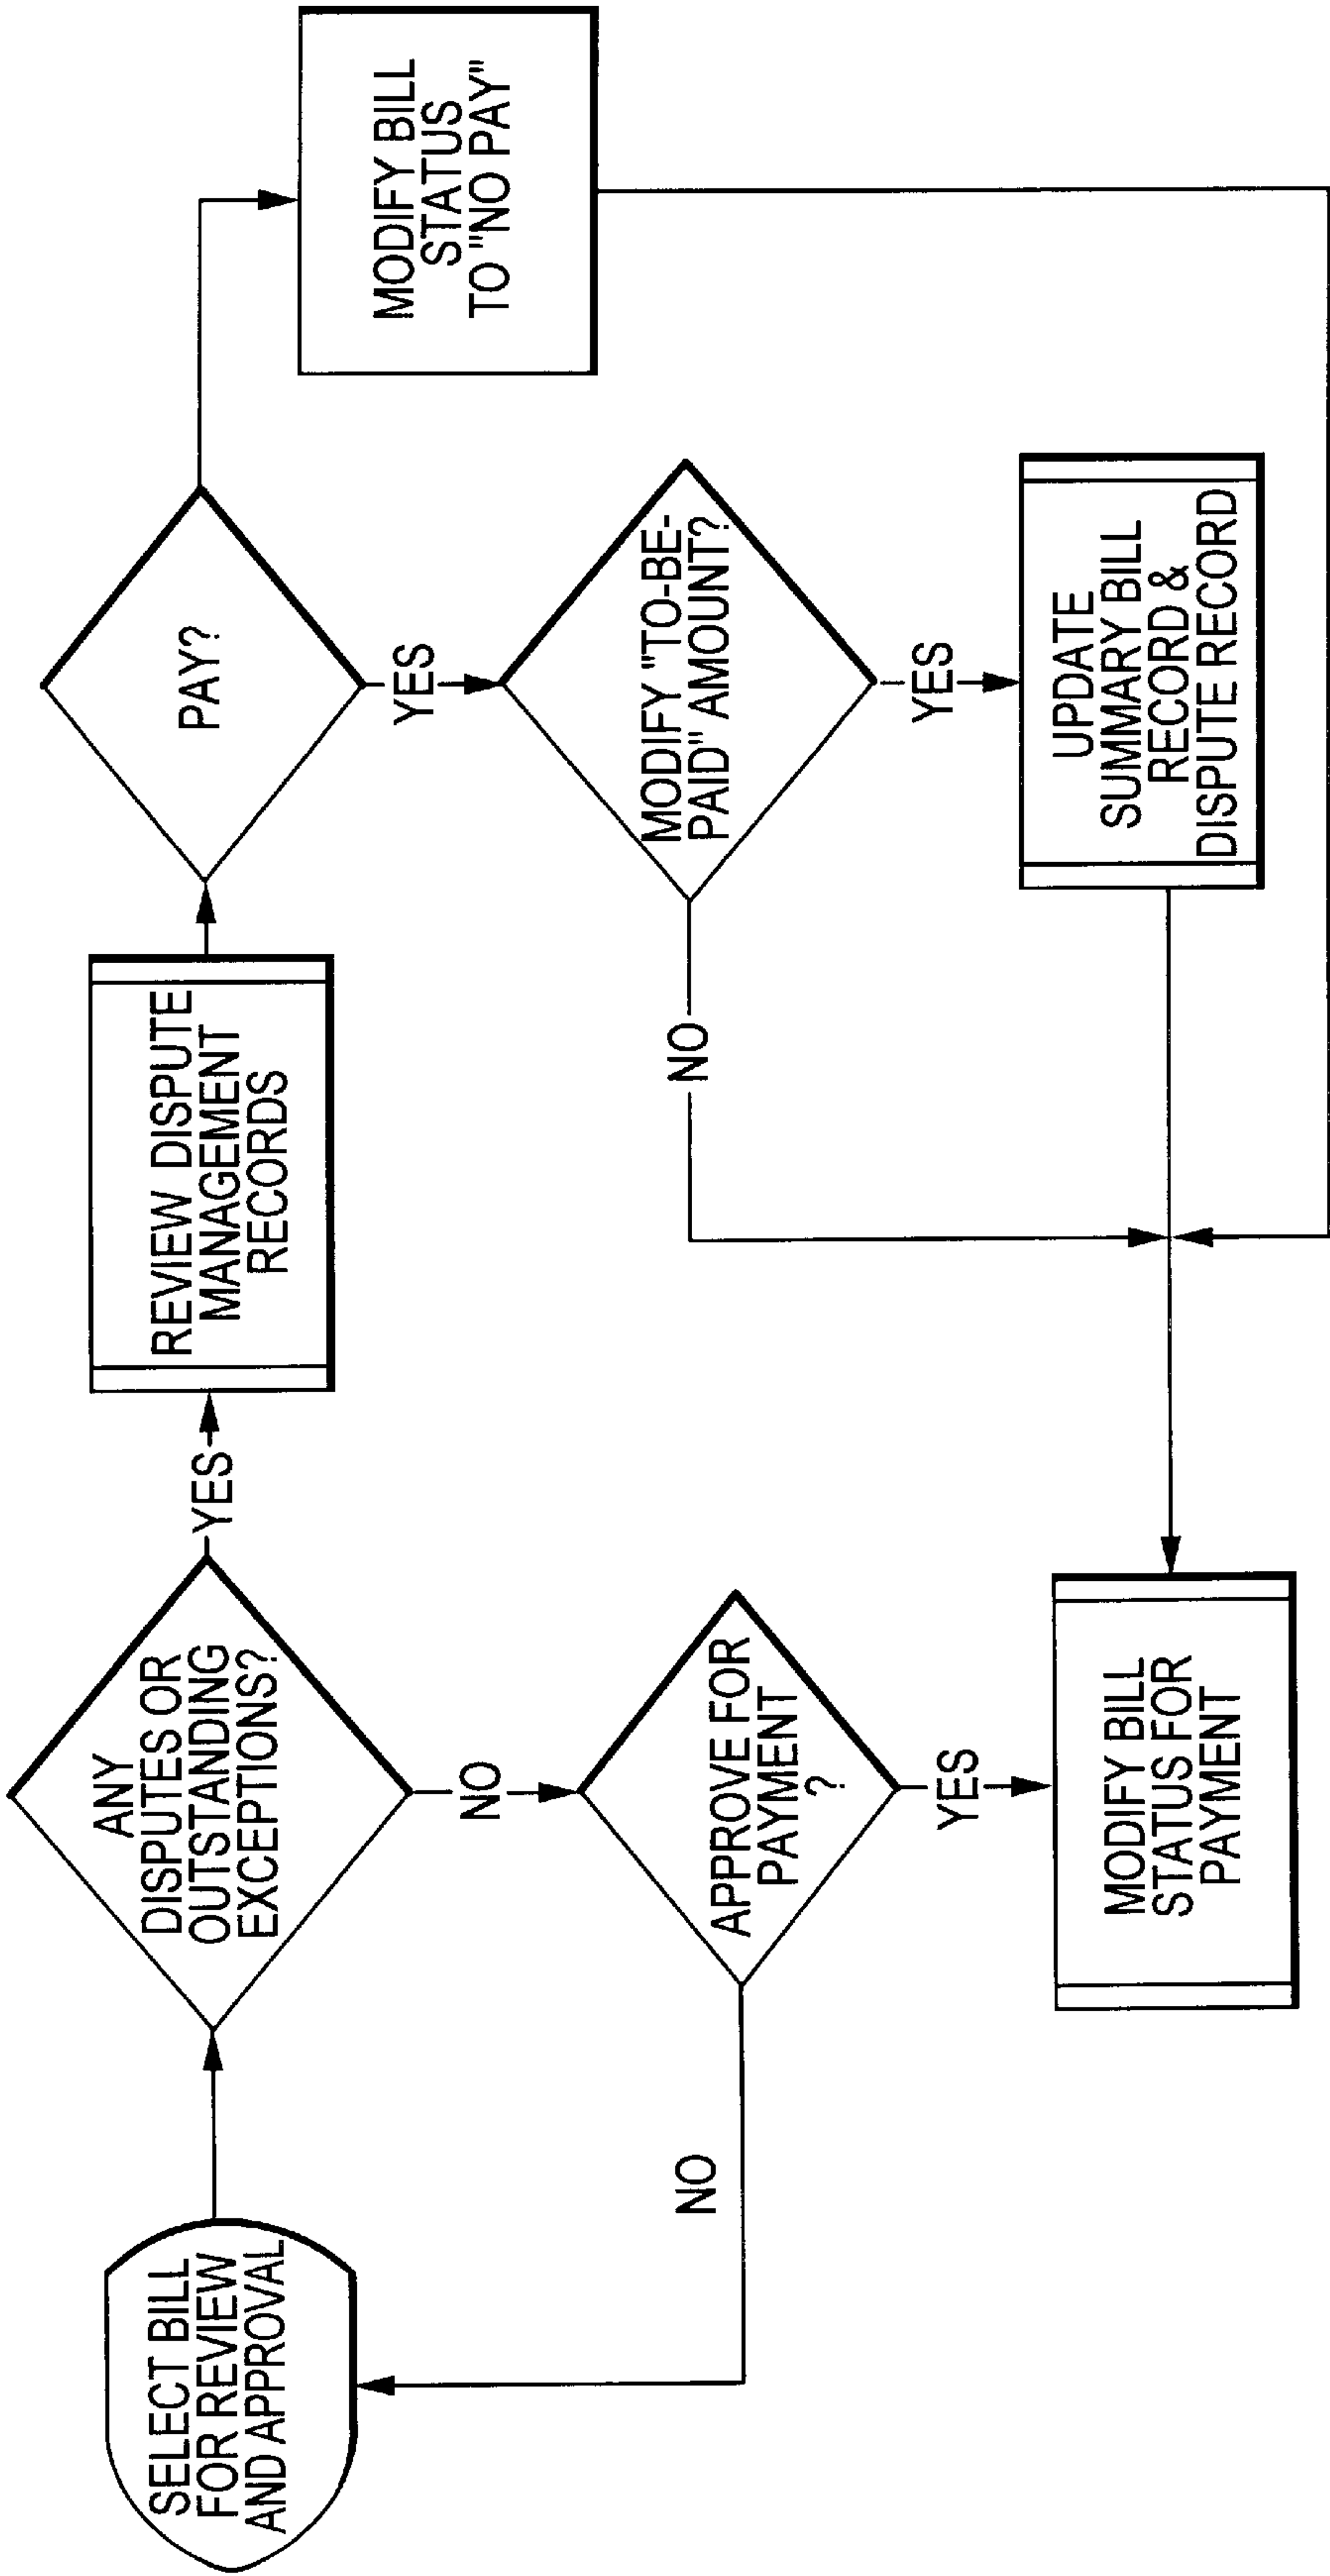 SELECT BILL
FOR REVIEW
AND APPROVAL
ANY
DISPUTES OR
OUTSTANDING
EXCEPTIONS?
YES
REVIEW DISPUTE
MANAGEMENT
RECORDS
PAY?
MODIFY BILL
STATUS
TO "NO PAY"
YES
NO
APPROVE FOR
PAYMENT
?
NO
YES
MODIFY "TO-BE-
PAID" AMOUNT?
NO
YES
MODIFY BILL
STATUS FOR
PAYMENT
UPDATE
SUMMARY BILL
RECORD &
DISPUTE RECORD